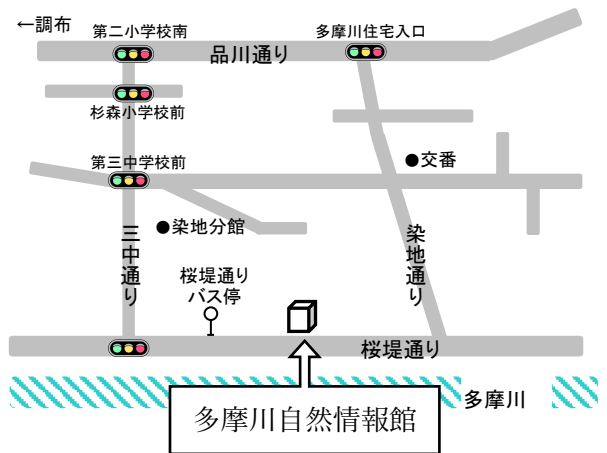 ←調布
第二小学校南
多摩川住宅入口
品川通り
杉森小学校前
第三中学校前
●交番
●染地分館
三中通り
染地通り
桜堤通り
バス停
桜堤通り
多摩川
多摩川自然情報館